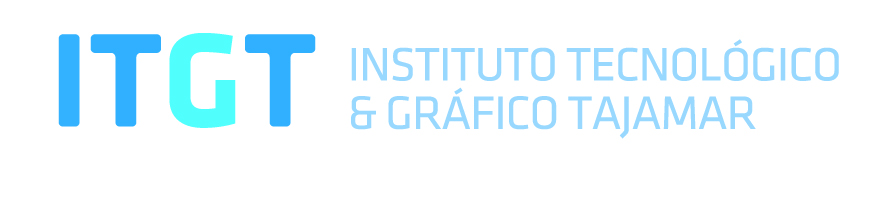 ITGT
INSTITUTO TECNOLÓGICO
& GRÁFICO TAJAMAR